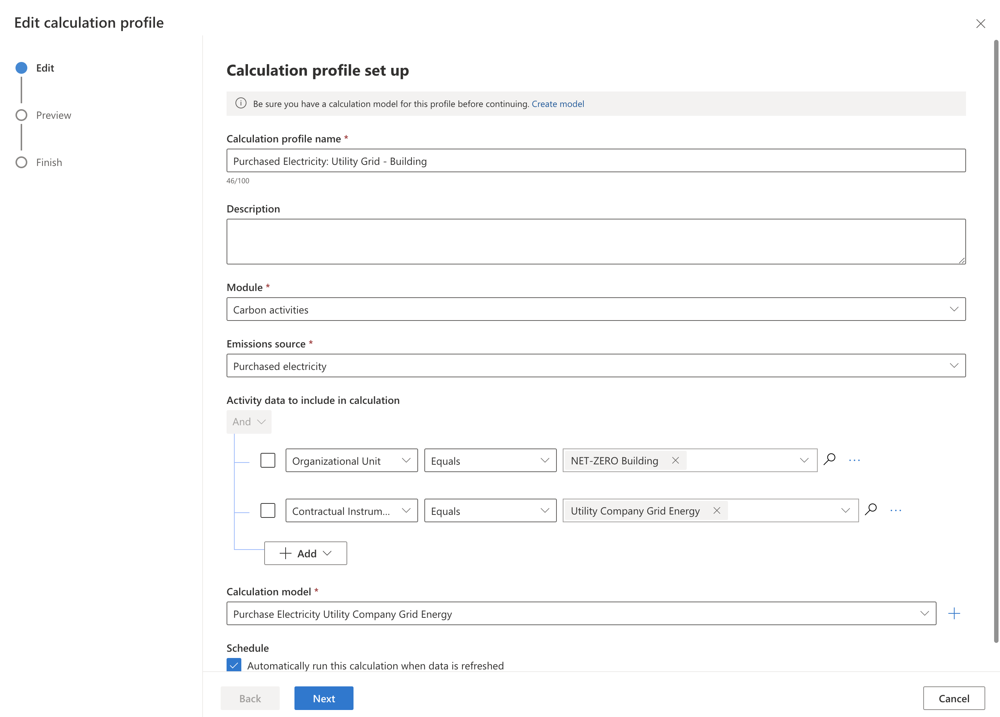 Edit calculation profile
Edit
Preview
Finish
Calculation profile set up
Be sure you have a calculation model for this profile before continuing. Create model
Calculation profile name *
Purchased Electricity: Utility Grid - Building
46/100
Description
Module *
Carbon activities
Emissions source *
Purchased electricity
Activity data to include in calculation
And
Organizational Unit Equals NET-ZERO Building
Contractual Instrum... Equals Utility Company Grid Energy
Add
Calculation model *
Purchase Electricity Utility Company Grid Energy
Schedule
Automatically run this calculation when data is refreshed
Back Next Cancel